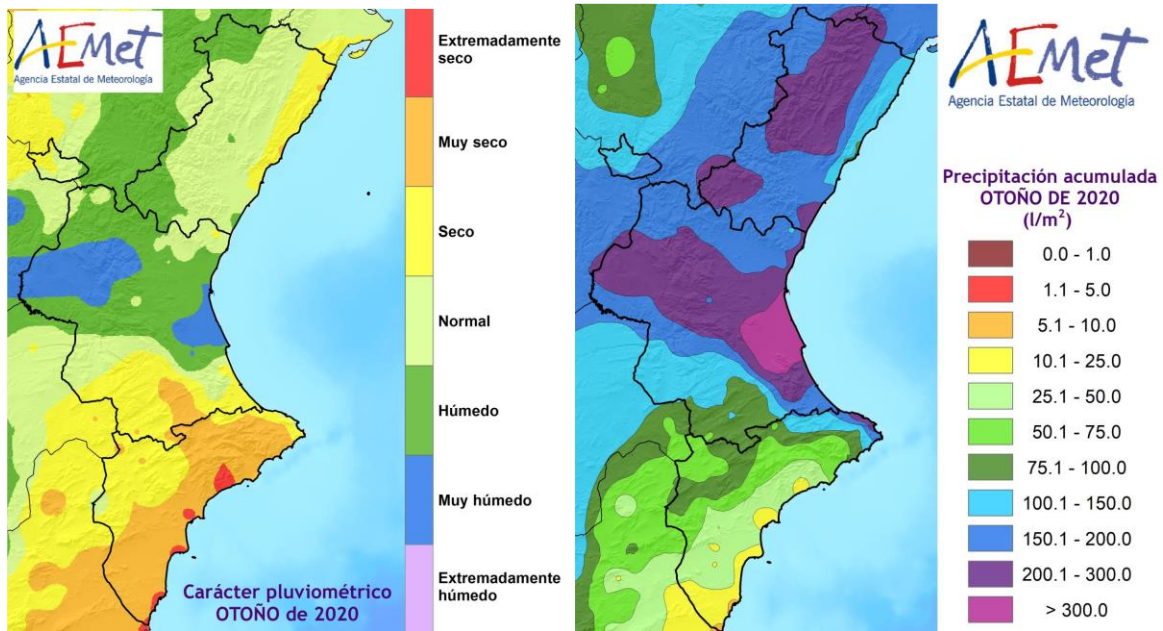 AEmet
Agencia Estatal de Meteorología
Extremadamente
seco
Muy seco
Seco
Normal
Húmedo
Muy húmedo
Extremadamente
húmedo
Carácter pluviométrico
OTOÑO de 2020
AEmet
Agencia Estatal de Meteorología
Precipitación acumulada
OTOÑO DE 2020
(l/m²)
0.0 - 1.0
1.1 - 5.0
5.1 - 10.0
10.1 - 25.0
25.1 - 50.0
50.1 - 75.0
75.1 - 100.0
100.1 - 150.0
150.1 - 200.0
200.1 - 300.0
> 300.0